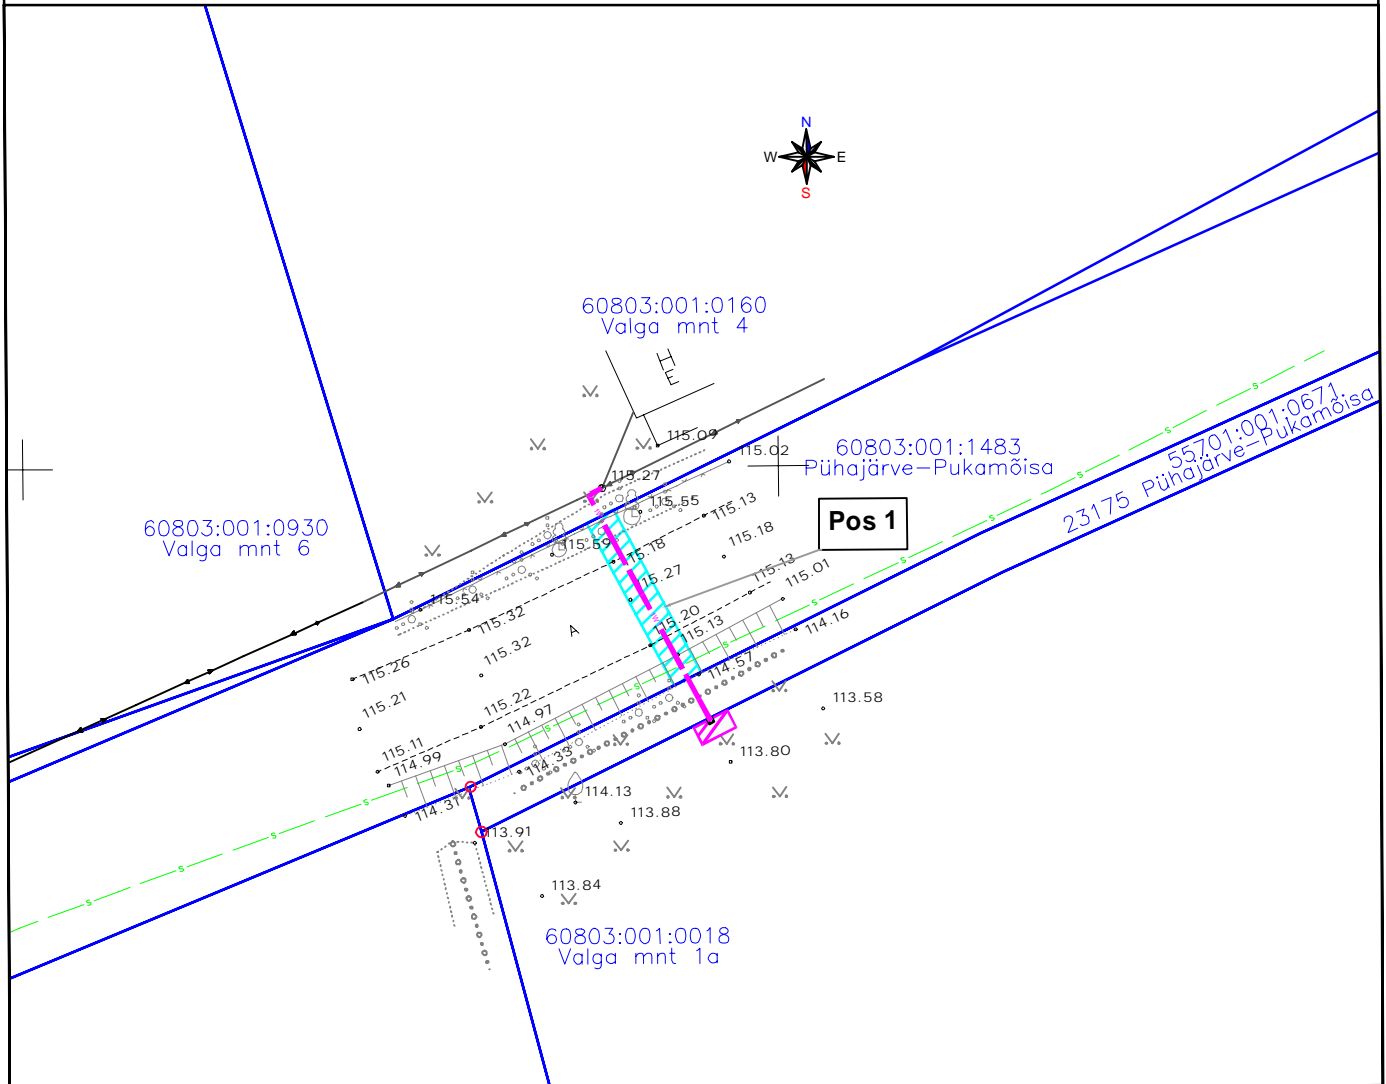 N
W E
S
60803:001:0160
Valga mnt 4
H
E
115.09
115.02
60803:001:1483
Pühajärve-Pukamõisa
55701:001:0671
23175 Pühajärve-Pukamõisa
115.27
115.55
115.13
Pos 1
60803:001:0930
Valga mnt 6
115.59
115.18
115.18
115.27
115.13
115.01
115.54
115.32
115.20
115.13
114.16
A
115.32
115.26
114.57
115.21
115.22
113.58
114.97
115.11
114.99
113.80
114.33
114.13
114.31
113.88
113.91
113.84
60803:001:0018
Valga mnt 1a
S
S
S
S
S
S
S
S
S
S
S
S
S